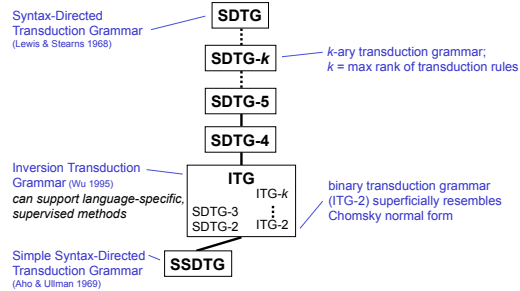 Syntax-Directed
Transduction Grammar
(Lewis & Stearns 1968)
SDTG
SDTG-k
k-ary transduction grammar;
k = max rank of transduction rules
SDTG-5
SDTG-4
Inversion Transduction
Grammar (Wu 1995)
can support language-specific,
supervised methods
ITG
ITG-k
SDTG-3
SDTG-2
ITG-2
binary transduction grammar
(ITG-2) superficially resembles
Chomsky normal form
Simple Syntax-Directed
Transduction Grammar
(Aho & Ullman 1969)
SSDTG